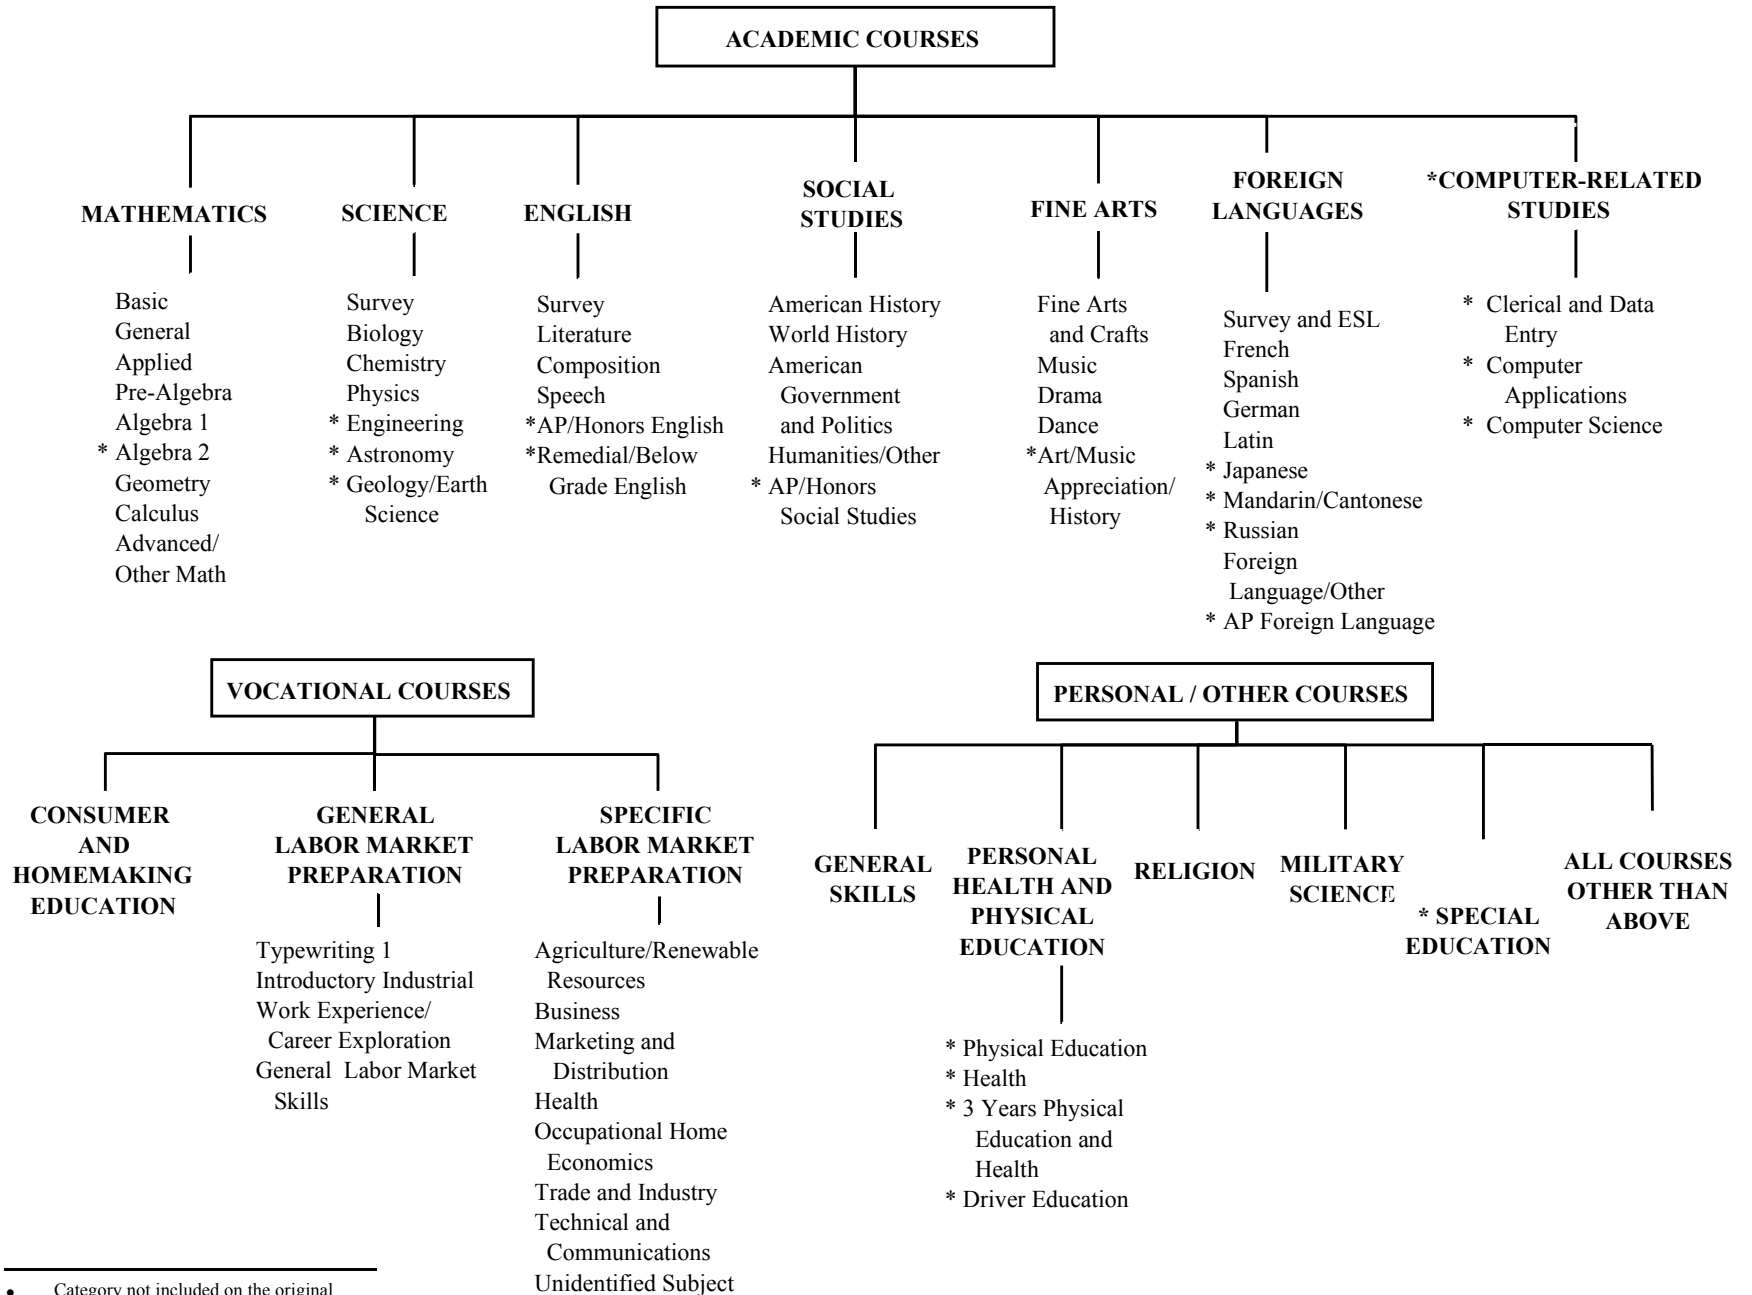 ACADEMIC COURSES
MATHEMATICS
Basic
General
Applied
Pre-Algebra
Algebra 1
* Algebra 2
Geometry
Calculus
Advanced/
Other Math
SCIENCE
Survey
Biology
Chemistry
Physics
* Engineering
* Astronomy
* Geology/Earth
Science
ENGLISH
Survey
Literature
Composition
Speech
*AP/Honors English
*Remedial/Below
Grade English
SOCIAL
STUDIES
American History
World History
American
Government
and Politics
Humanities/Other
* AP/Honors
Social Studies
FINE ARTS
Fine Arts
and Crafts
Music
Drama
Dance
*Art/Music
Appreciation/
History
FOREIGN
LANGUAGES
Survey and ESL
French
Spanish
German
Latin
* Japanese
* Mandarin/Cantonese
* Russian
Foreign
Language/Other
* AP Foreign Language
*COMPUTER-RELATED
STUDIES
* Clerical and Data
Entry
* Computer
Applications
* Computer Science
VOCATIONAL COURSES
CONSUMER
AND
HOMEMAKING
EDUCATION
GENERAL
LABOR MARKET
PREPARATION
Typewriting 1
Introductory Industrial
Work Experience/
Career Exploration
General Labor Market
Skills
SPECIFIC
LABOR MARKET
PREPARATION
Agriculture/Renewable
Resources
Business
Marketing and
Distribution
Health
Occupational Home
Economics
Trade and Industry
Technical and
Communications
Unidentified Subject
PERSONAL / OTHER COURSES
GENERAL
SKILLS
PERSONAL
HEALTH AND
PHYSICAL
EDUCATION
* Physical Education
* Health
* 3 Years Physical
Education and
Health
* Driver Education
RELIGION
MILITARY
SCIENCE
* SPECIAL
EDUCATION
ALL COURSES
OTHER THAN
ABOVE
• Category not included on the original